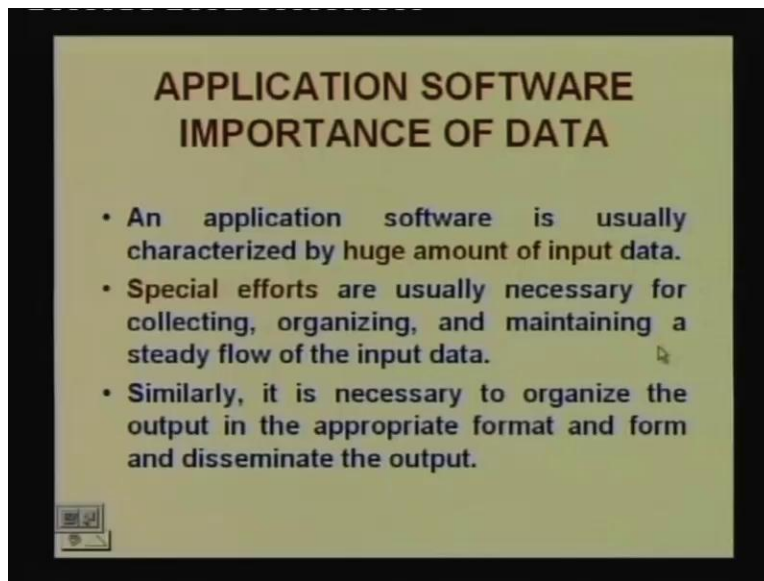 APPLICATION SOFTWARE
IMPORTANCE OF DATA
• An application software is usually
characterized by huge amount of input data.
• Special efforts are usually necessary for
collecting, organizing, and maintaining a
steady flow of the input data.
• Similarly, it is necessary to organize the
output in the appropriate format and form
and disseminate the output.